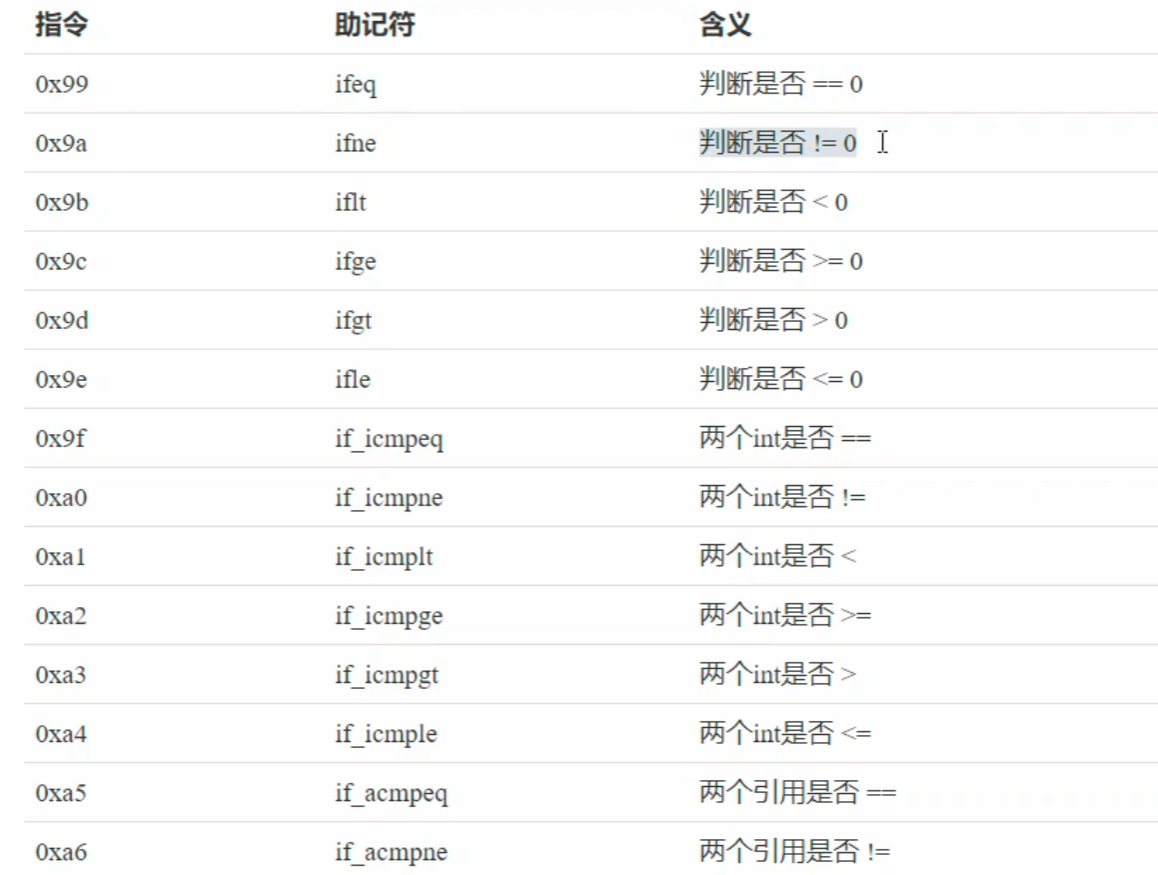 指令 助记符 含义
0x99 ifeq 判断是否 == 0
0x9a ifne 判断是否 != 0
0x9b iflt 判断是否 < 0
0x9c ifge 判断是否 >= 0
0x9d ifgt 判断是否 > 0
0x9e ifle 判断是否 <= 0
0x9f if_icmpeq 两个int是否 ==
0xa0 if_icmpne 两个int是否 !=
0xa1 if_icmplt 两个int是否 <
0xa2 if_icmpge 两个int是否 >=
0xa3 if_icmpgt 两个int是否 >
0xa4 if_icmple 两个int是否 <=
0xa5 if_acmpeq 两个引用是否 ==
0xa6 if_acmpne 两个引用是否 !=